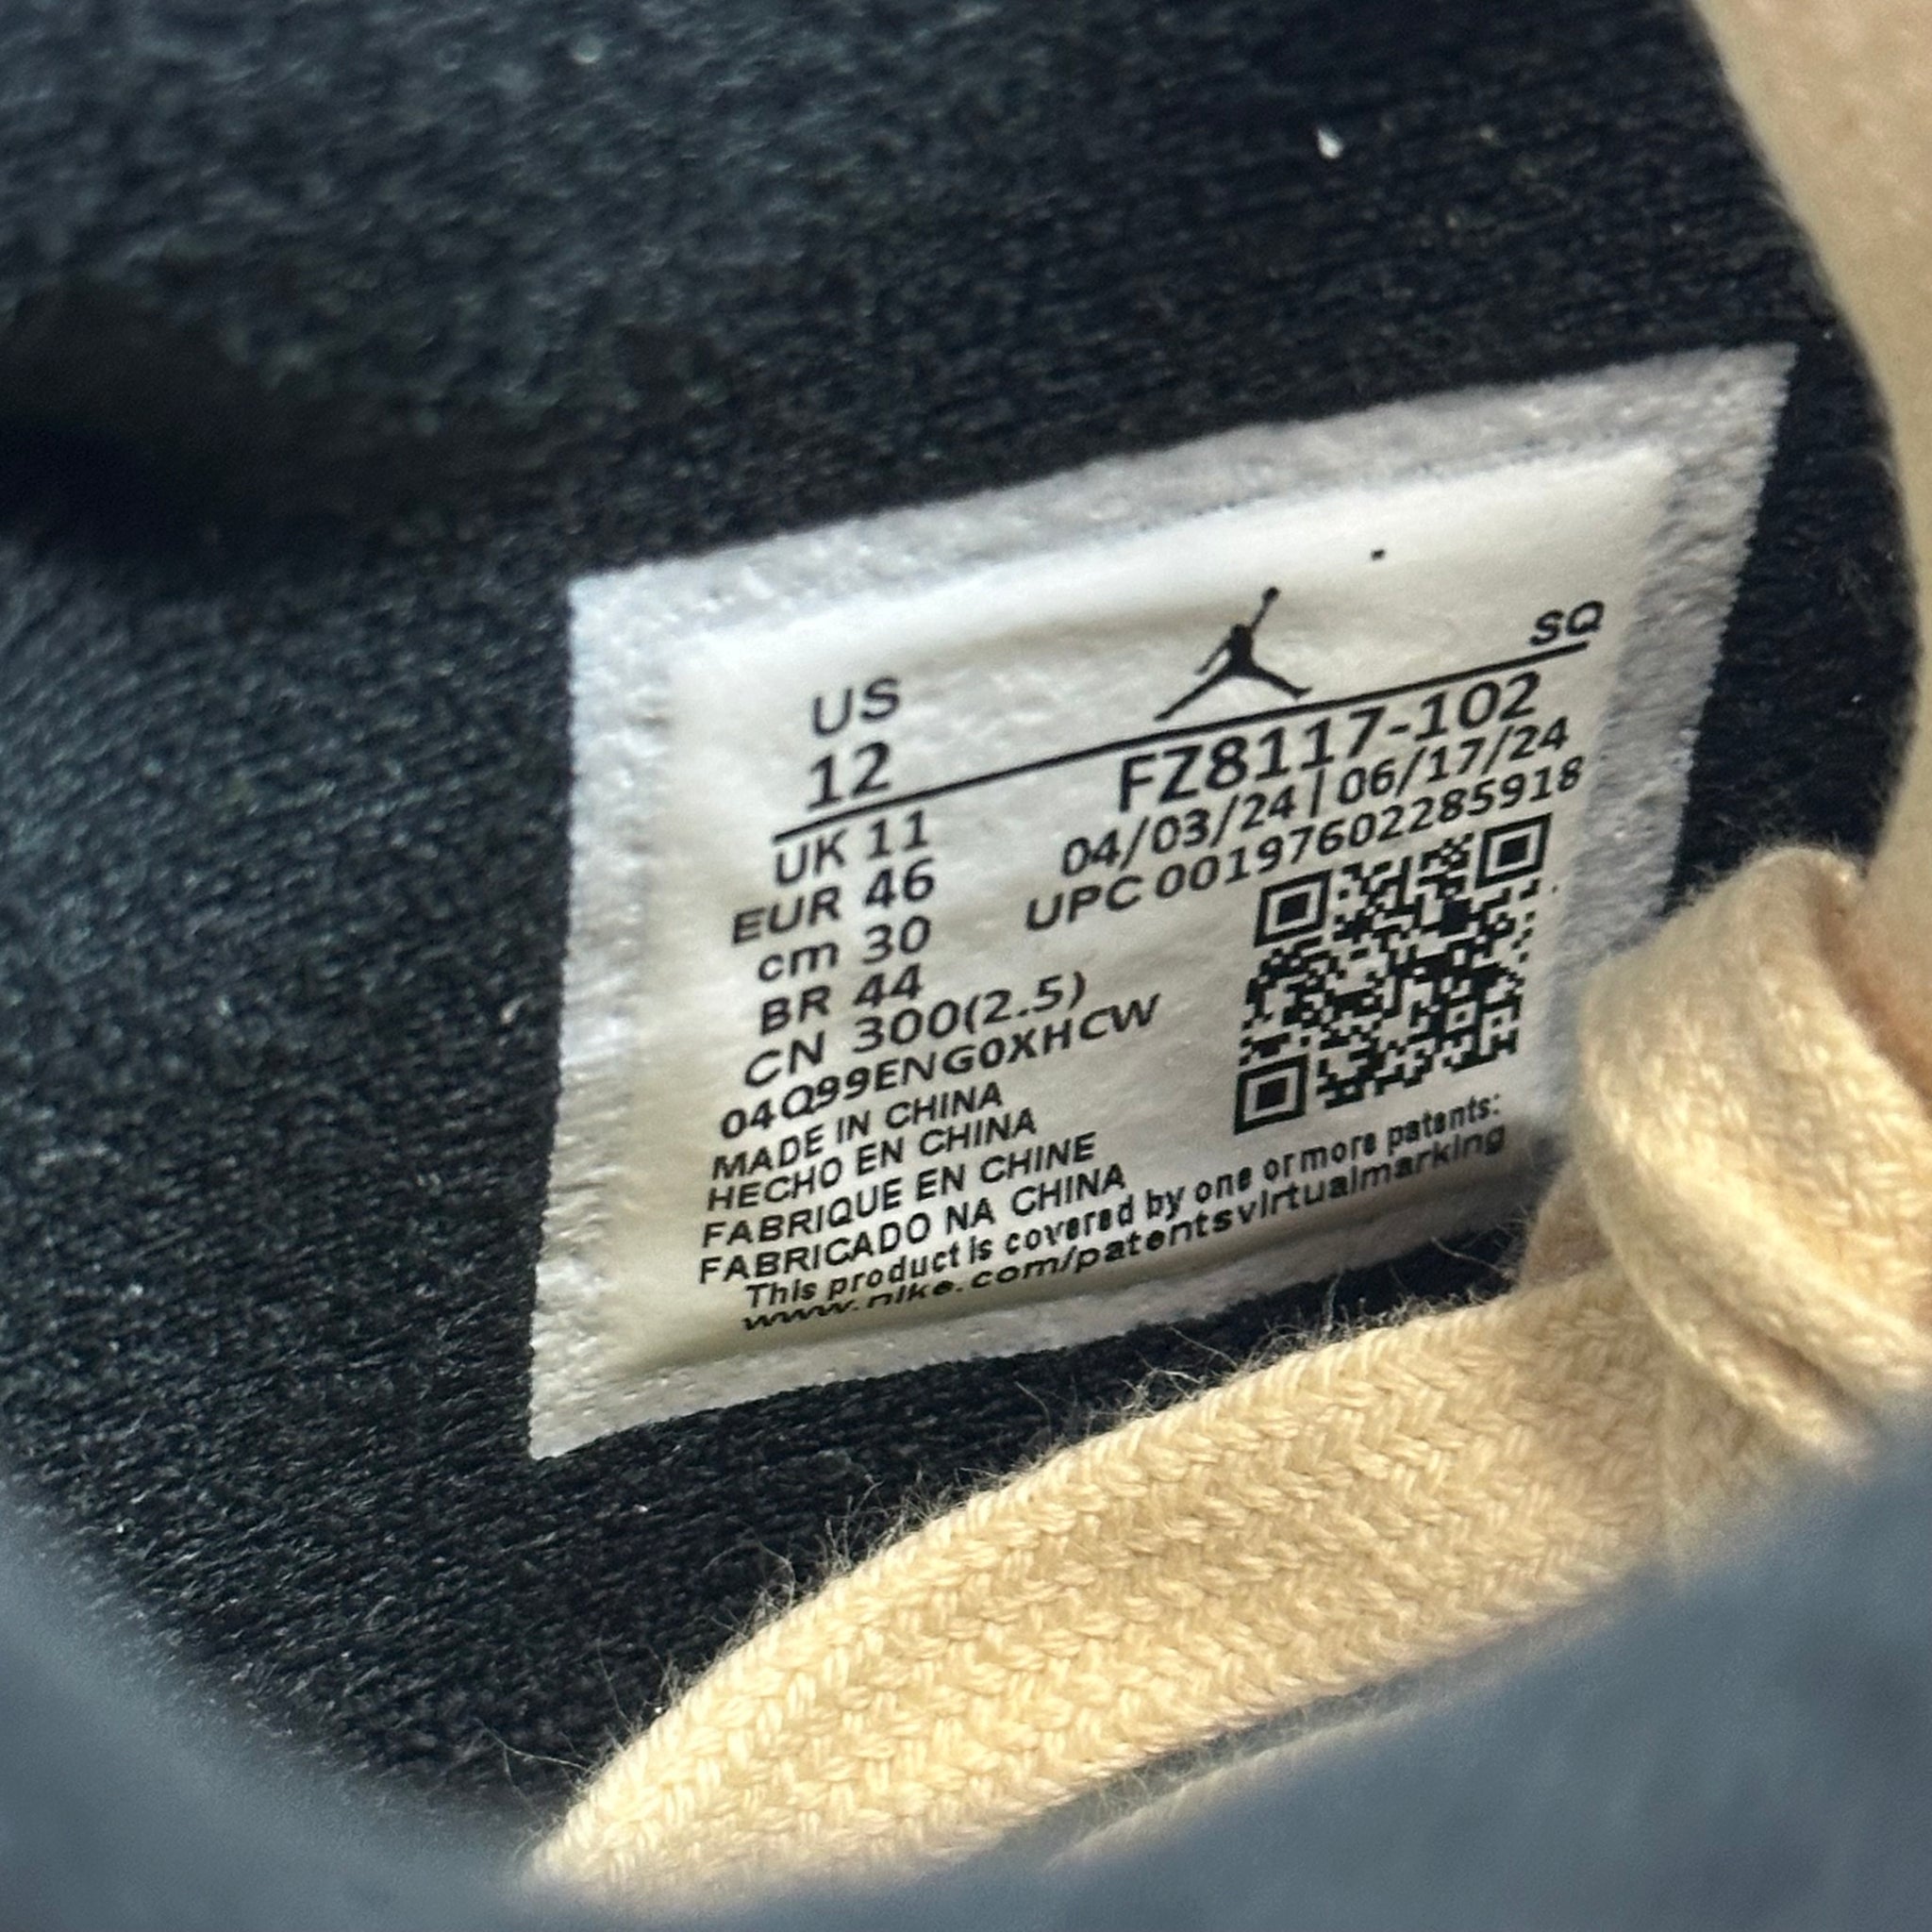 US
12
SQ
UK 11
EUR 46
cm 30
BR 44
CN 300(2.5)
FZ8117-102
04/03/24 | 06/17/24
UPC 00197602285918
04Q99ENG0XHCW
MADE IN CHINA
HECHO EN CHINA
FABRIQUE EN CHINE
FABRICADO NA CHINA
This product is covered by one or more patents:
www.nike.com/patentsvirtualmarking